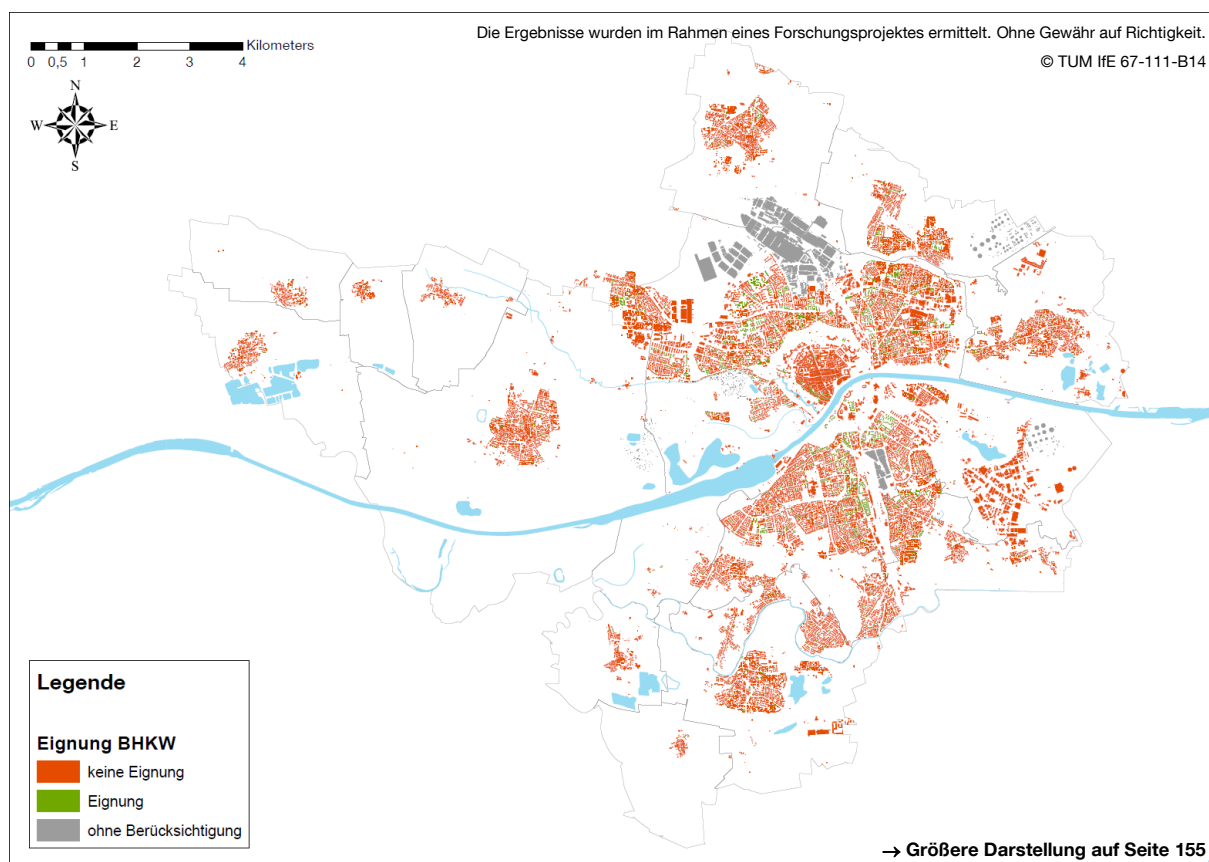 Die Ergebnisse wurden im Rahmen eines Forschungsprojektes ermittelt. Ohne Gewähr auf Richtigkeit.
© TUM IfE 67-111-B14
Kilometers
0 0,5 1 2 3 4
N
W E
S
Legende
Eignung BHKW
keine Eignung
Eignung
ohne Berücksichtigung
→ Größere Darstellung auf Seite 155